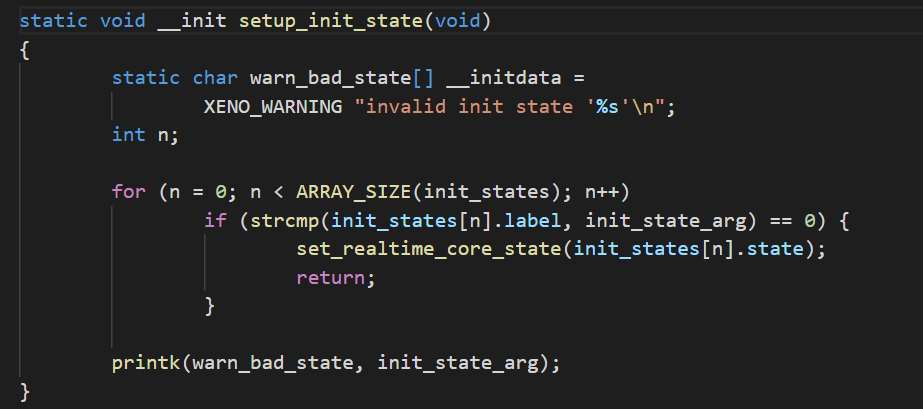 static void __init setup_init_state(void)
{
        static char warn_bad_state[] __initdata =
                XENO_WARNING "invalid init state '%s'\n";
        int n;

        for (n = 0; n < ARRAY_SIZE(init_states); n++)
                if (strcmp(init_states[n].label, init_state_arg) == 0) {
                        set_realtime_core_state(init_states[n].state);
                        return;
                }

        printk(warn_bad_state, init_state_arg);
}